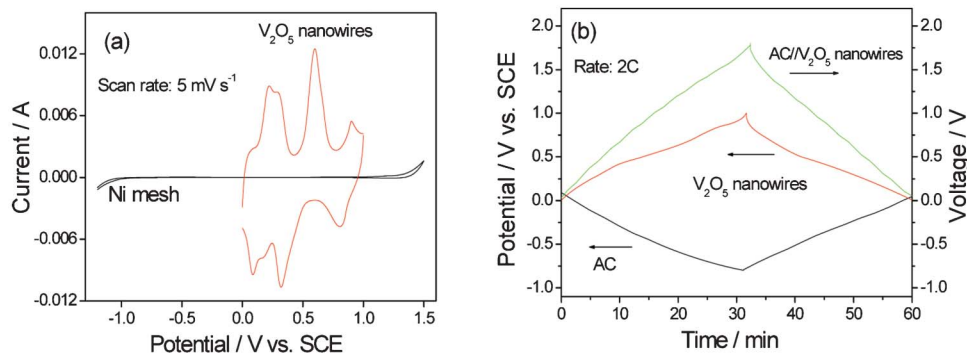 (a)
V₂O₅ nanowires
Scan rate: 5 mV s⁻¹
Ni mesh
Current / A
0.012
0.006
0.000
-0.006
-0.012
-1.0 -0.5 0.0 0.5 1.0 1.5
Potential / V vs. SCE
(b)
Rate: 2C
AC//V₂O₅ nanowires
V₂O₅ nanowires
AC
Potential / V vs. SCE
2.0
1.5
1.0
0.5
0.0
-0.5
-1.0
Voltage / V
2.0
1.5
1.0
0.5
0.0
-0.5
-1.0
0 10 20 30 40 50 60
Time / min